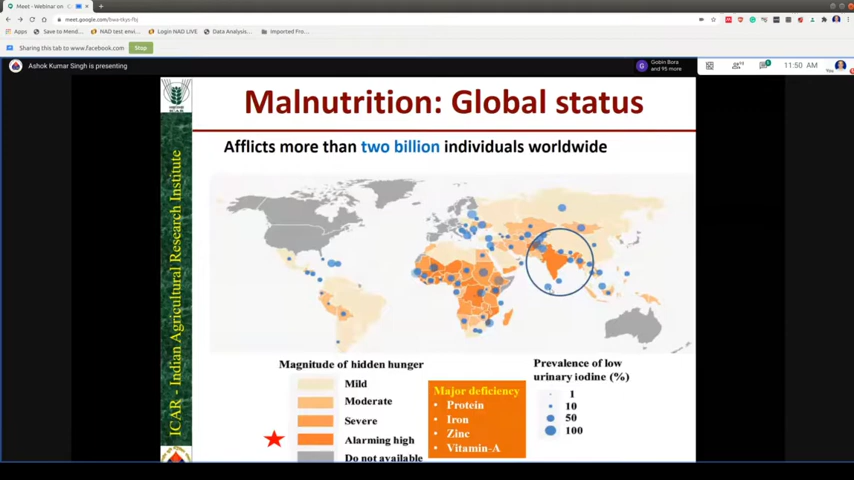 Meet - Webinar on
meet.google.com/bwx-tkyo-fbj
Apps
Save to Mend...
NAD test envi...
Login NAD LIVE
Data Analysis...
Imported Fro...
Sharing this tab to www.facebook.com
Stop
Ashok Kumar Singh is presenting
G
Gobin Bora
and 95 more
11:50 AM
You
Malnutrition: Global status
Afflicts more than two billion individuals worldwide
ICAR - Indian Agricultural Research Institute
ICAR
Magnitude of hidden hunger
Mild
Moderate
Severe
Alarming high
Do not available
Major deficiency
• Protein
• Iron
• Zinc
• Vitamin-A
Prevalence of low
urinary iodine (%)
1
10
50
100